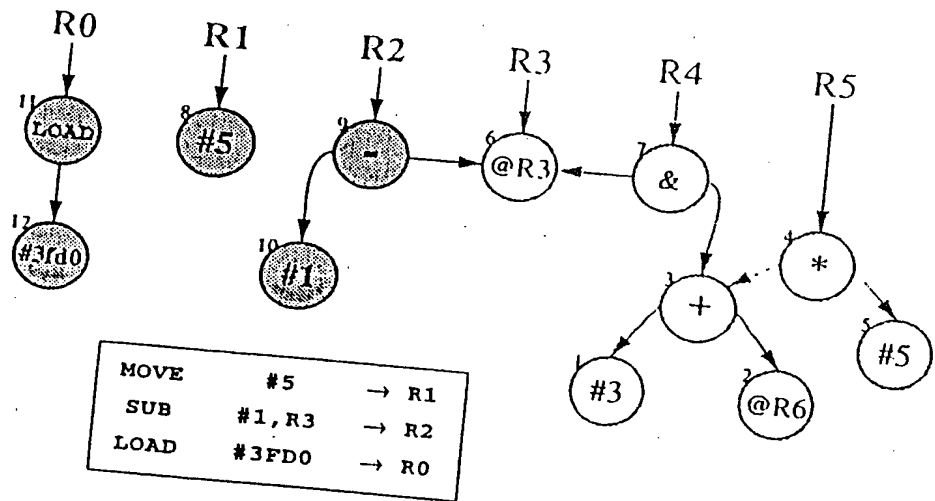 R0
R1
R2
R3
R4
R5
11
LOAD
8
#5
9
-
6
@R3
7
&
12
#3fd0
10
#1
3
+
4
*
1
#3
2
@R6
5
#5
MOVE #5 → R1
SUB #1,R3 → R2
LOAD #3FD0 → R0